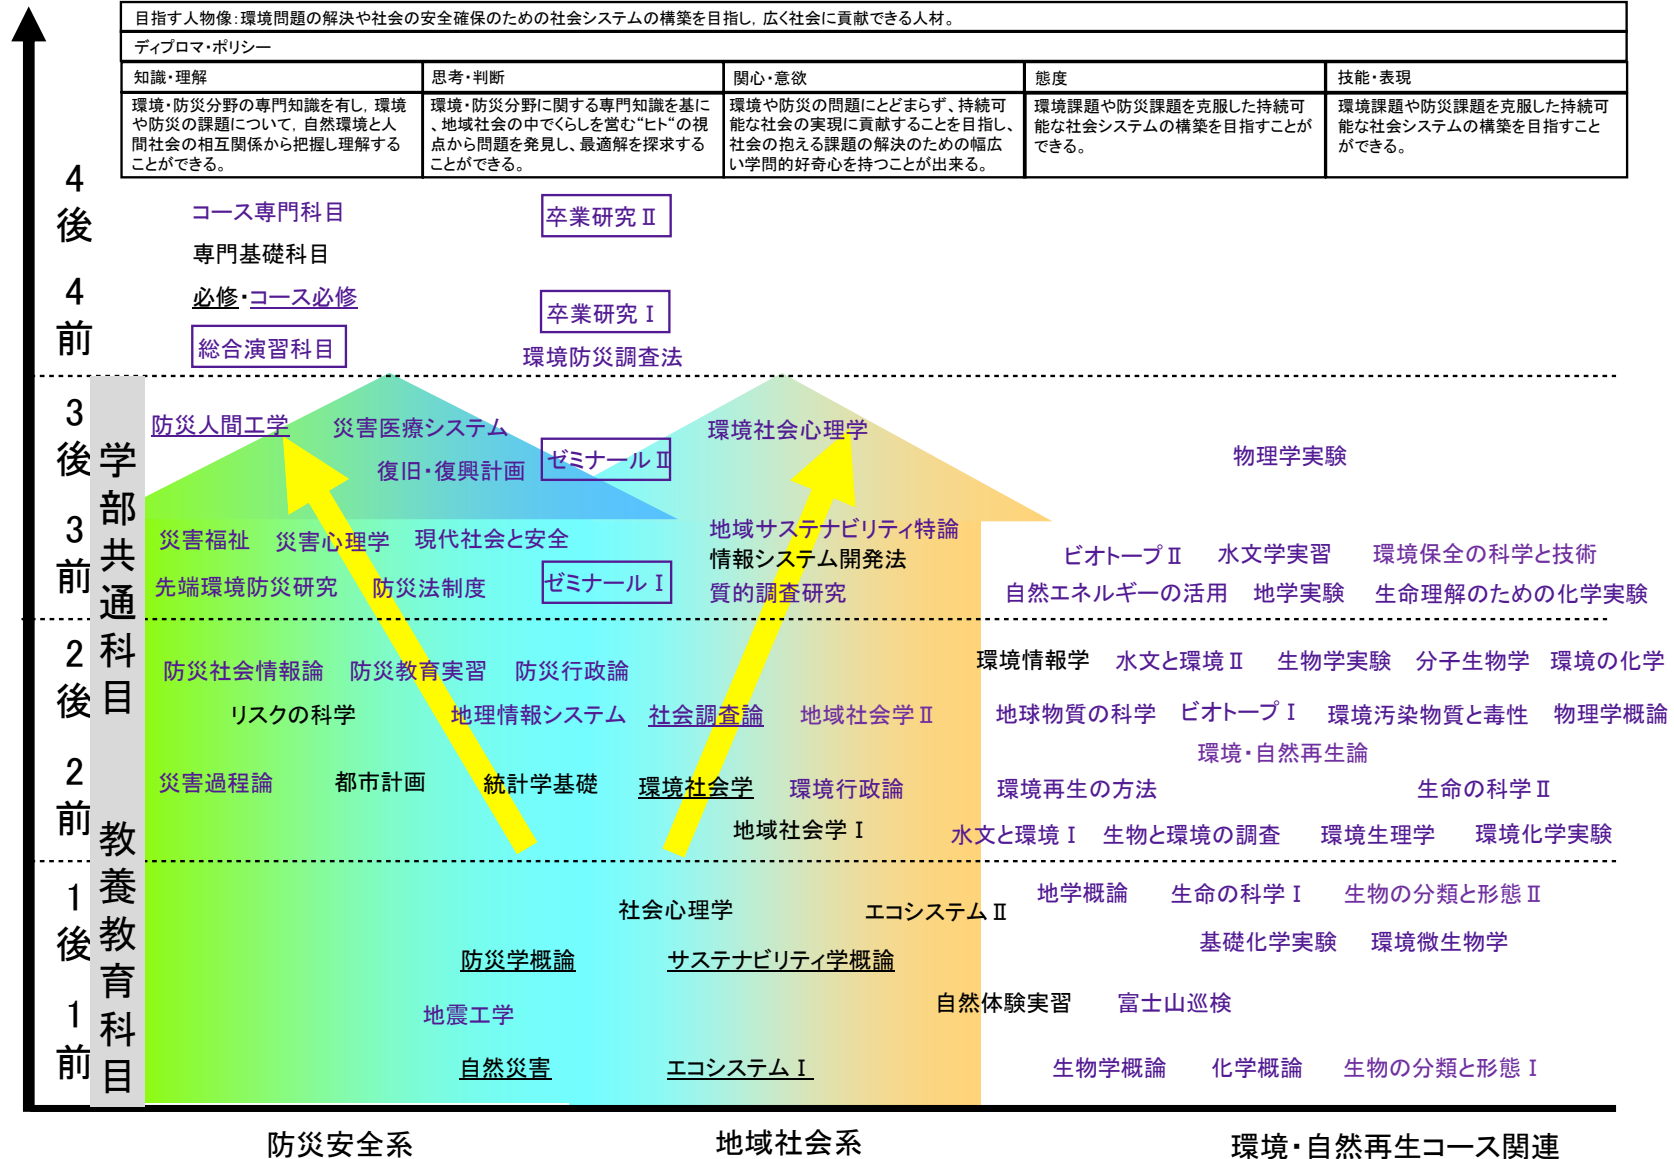 目指す人物像：環境問題の解決や社会の安全確保のための社会システムの構築を目指し，広く社会に貢献できる人材。
ディプロマ・ポリシー
知識・理解
思考・判断
関心・意欲
態度
技能・表現
環境・防災分野の専門知識を有し，環境
や防災の課題について，自然環境と人
間社会の相互関係から把握し理解する
ことができる。
環境・防災分野に関する専門知識を基に
、地域社会の中でくらしを営む“ヒト“の視
点から問題を発見し、最適解を探求する
ことができる。
環境や防災の問題にとどまらず、持続可
能な社会の実現に貢献することを目指し、
社会の抱える課題の解決のための幅広
い学問的好奇心を持つことが出来る。
環境課題や防災課題を克服した持続可
能な社会システムの構築を目指すことが
できる。
環境課題や防災課題を克服した持続可
能な社会システムの構築を目指すこと
ができる。
4後
コース専門科目
卒業研究Ⅱ
専門基礎科目
4前
必修・コース必修
卒業研究Ⅰ
総合演習科目
環境防災調査法
学部共通科目
教養教育科目
3後
防災人間工学
災害医療システム
環境社会心理学
復旧・復興計画
ゼミナールⅡ
物理学実験
3前
災害福祉
災害心理学
現代社会と安全
地域サステナビリティ特論
情報システム開発法
ビオトープⅡ
水文学実習
環境保全の科学と技術
先端環境防災研究
防災法制度
ゼミナールⅠ
質的調査研究
自然エネルギーの活用
地学実験
生命理解のための化学実験
2後
防災社会情報論
防災教育実習
防災行政論
環境情報学
水文と環境Ⅱ
生物学実験
分子生物学
環境の化学
リスクの科学
地理情報システム
社会調査論
地域社会学Ⅱ
地球物質の科学
ビオトープⅠ
環境汚染物質と毒性
物理学概論
環境・自然再生論
2前
災害過程論
都市計画
統計学基礎
環境社会学
環境行政論
環境再生の方法
生命の科学Ⅱ
地域社会学Ⅰ
水文と環境Ⅰ
生物と環境の調査
環境生理学
環境化学実験
1後
社会心理学
エコシステムⅡ
地学概論
生命の科学Ⅰ
生物の分類と形態Ⅱ
基礎化学実験
環境微生物学
防災学概論
サステナビリティ学概論
1前
自然体験実習
富士山巡検
地震工学
自然災害
エコシステムⅠ
生物学概論
化学概論
生物の分類と形態Ⅰ
防災安全系
地域社会系
環境・自然再生コース関連